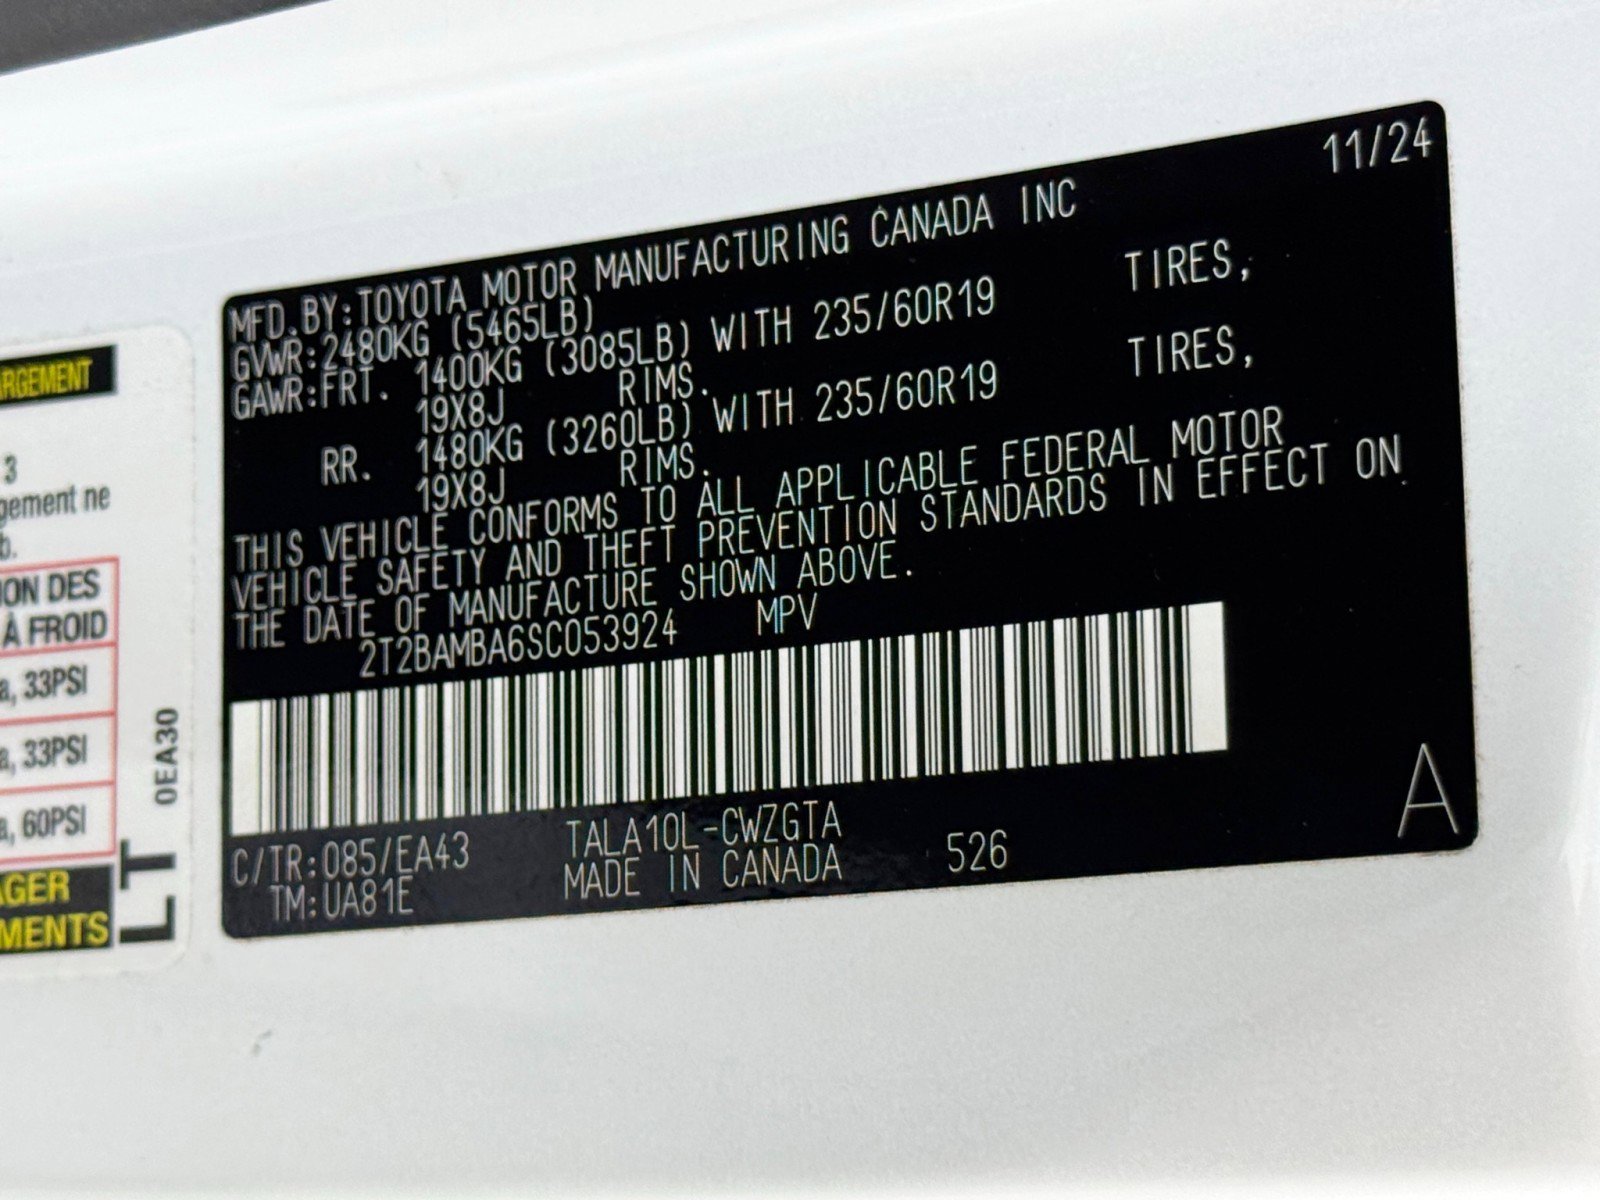 11/24
MFD.BY:TOYOTA MOTOR MANUFACTURING CANADA INC
GVWR:2480KG (5465LB)
GAWR:FRT. 1400KG (3085LB) WITH 235/60R19 TIRES,
19X8J RIMS.
RR. 1480KG (3260LB) WITH 235/60R19 TIRES,
19X8J RIMS.
THIS VEHICLE CONFORMS TO ALL APPLICABLE FEDERAL MOTOR
VEHICLE SAFETY AND THEFT PREVENTION STANDARDS IN EFFECT ON
THE DATE OF MANUFACTURE SHOWN ABOVE.
2T2BAMBA6SC053924 MPV
C/TR:085/EA43 TALA10L-CWZGTA
TM:UA81E MADE IN CANADA 526
A
ARGEMENT
3
gement ne
b.
ION DES
À FROID
a, 33PSI
a, 33PSI
a, 60PSI
AGER
MENTS
0EA30
LT